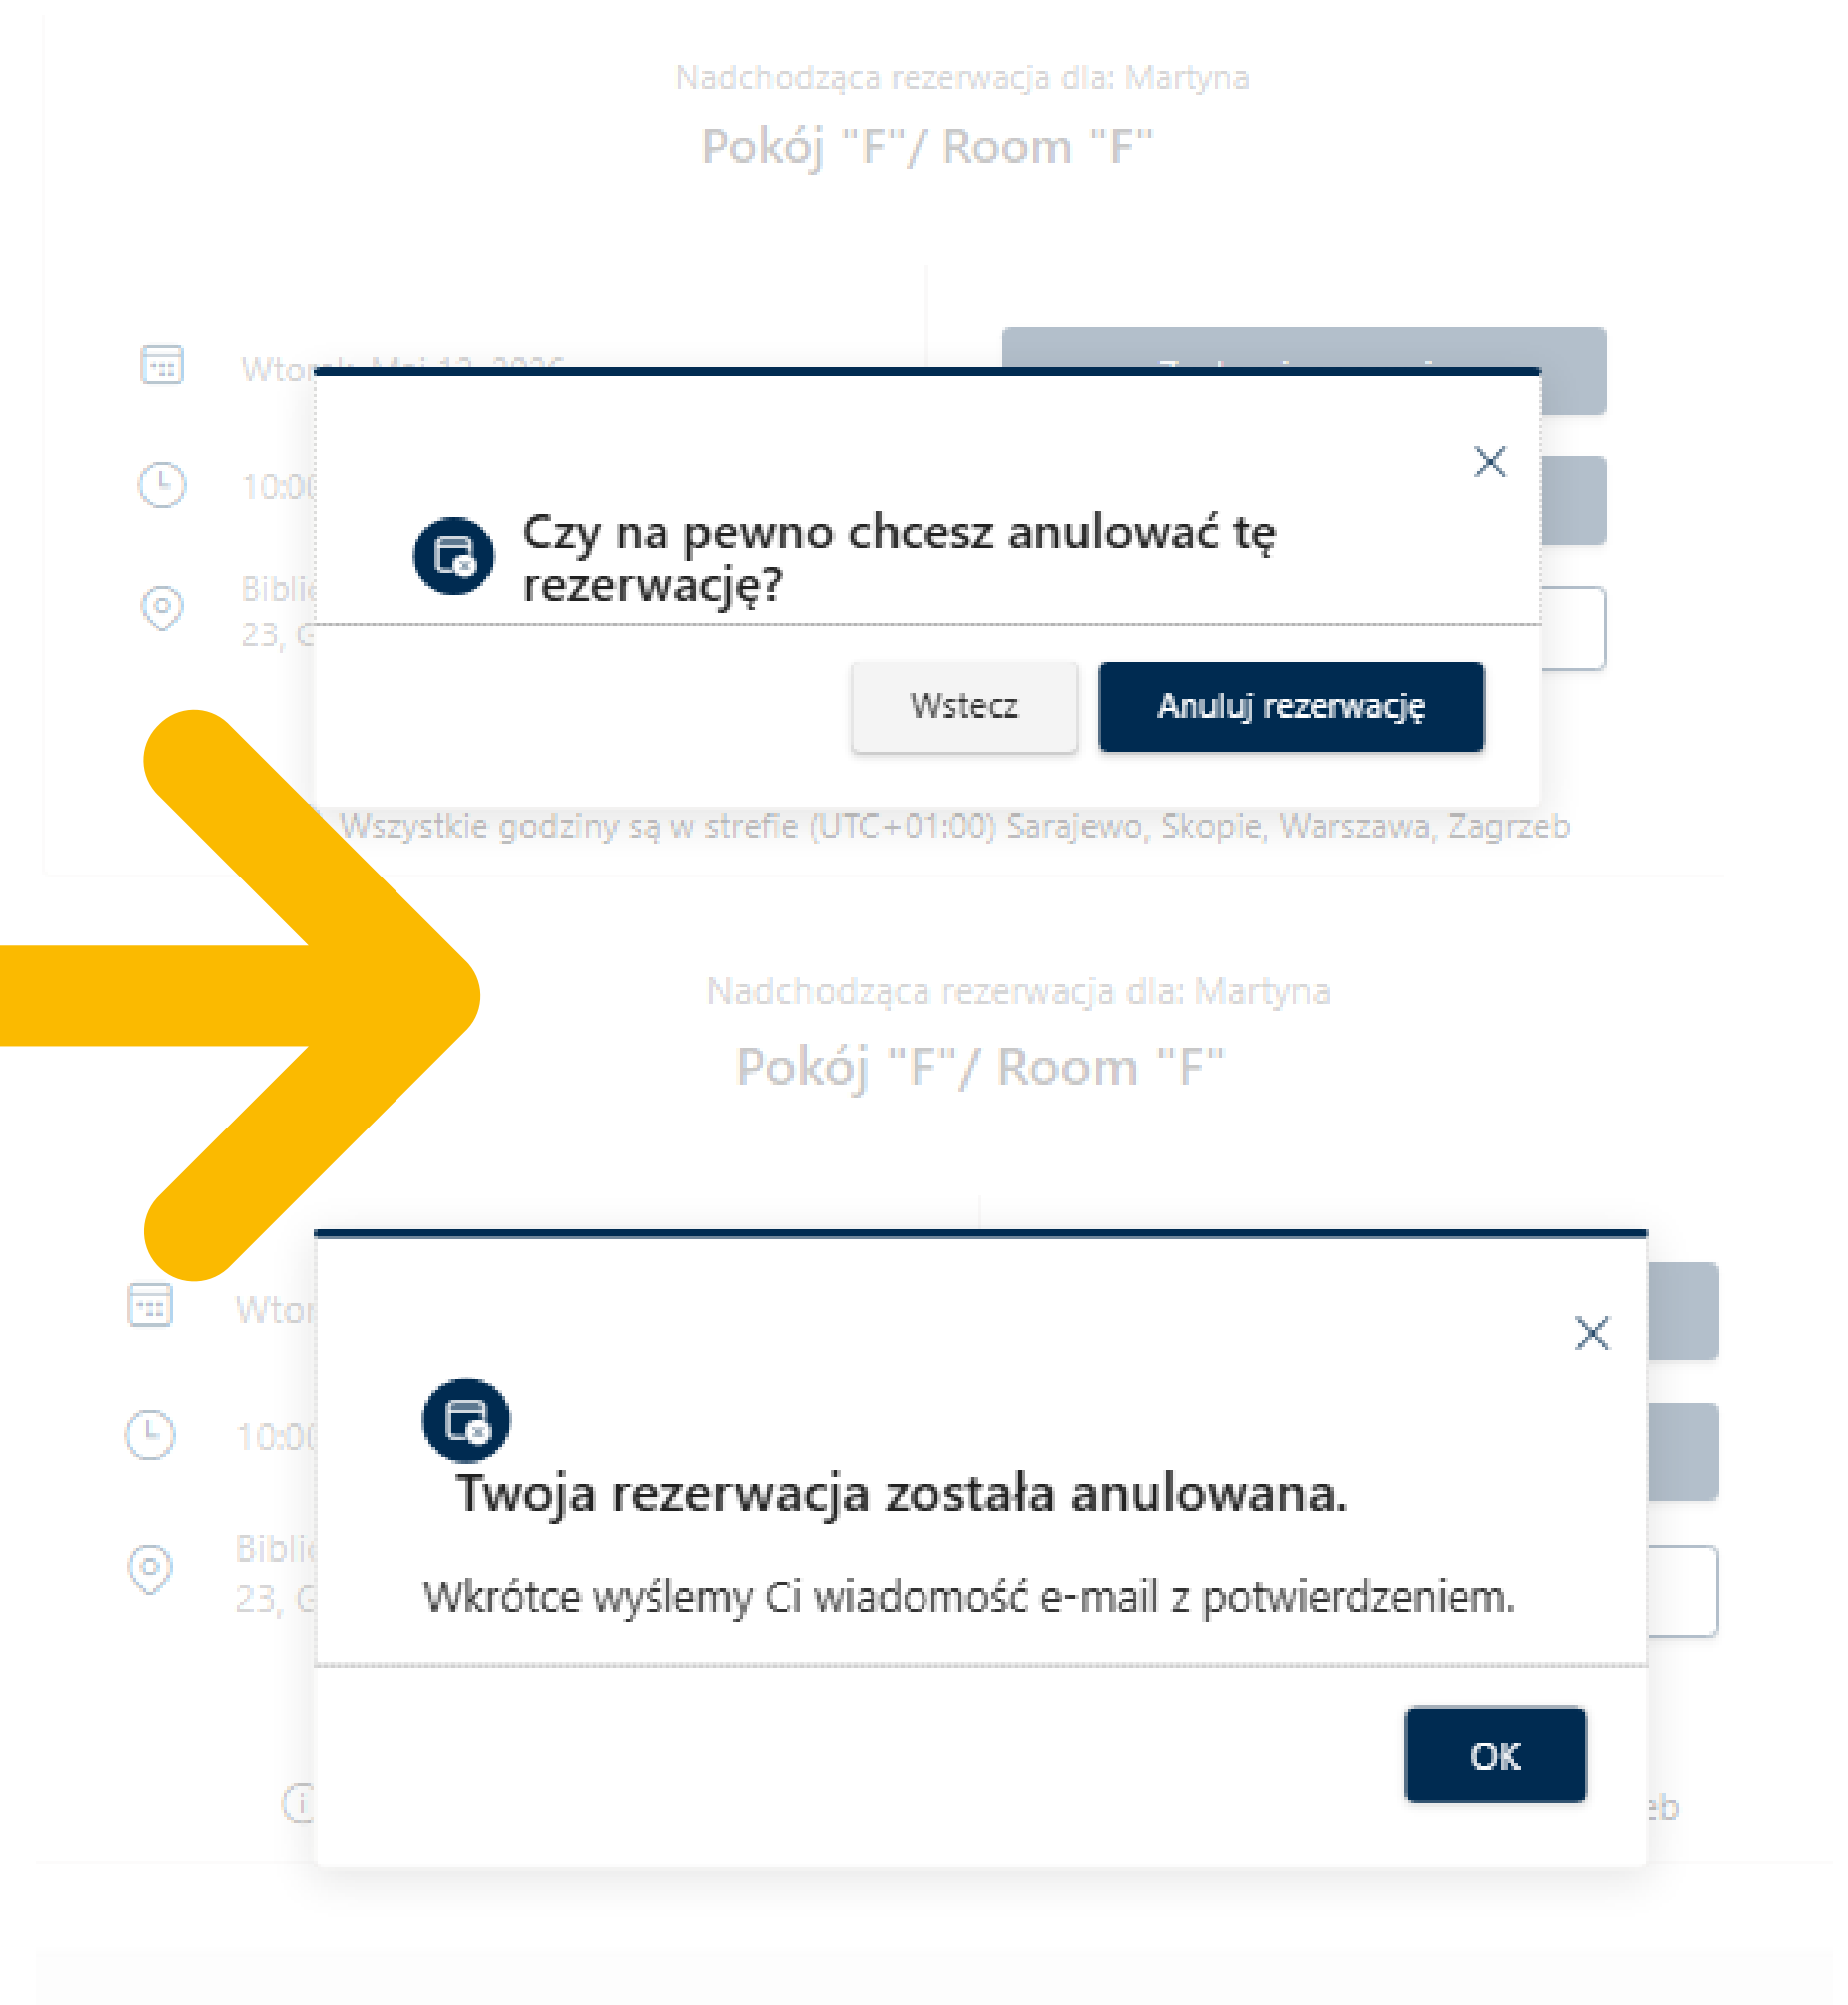 Nadchodząca rezerwacja dla: Martyna
Pokój "F"/ Room "F"
Czy na pewno chcesz anulować tę
rezerwację?
23,
Wstecz
Anuluj rezerwację
Wszystkie godziny są w strefie (UTC+01:00) Sarajewo, Skopie, Warszawa, Zagrzeb
Nadchodząca rezerwacja dla: Martyna
Pokój "F"/ Room "F"
Twoja rezerwacja została anulowana.
Wkrótce wyślemy Ci wiadomość e-mail z potwierdzeniem.
23,
OK